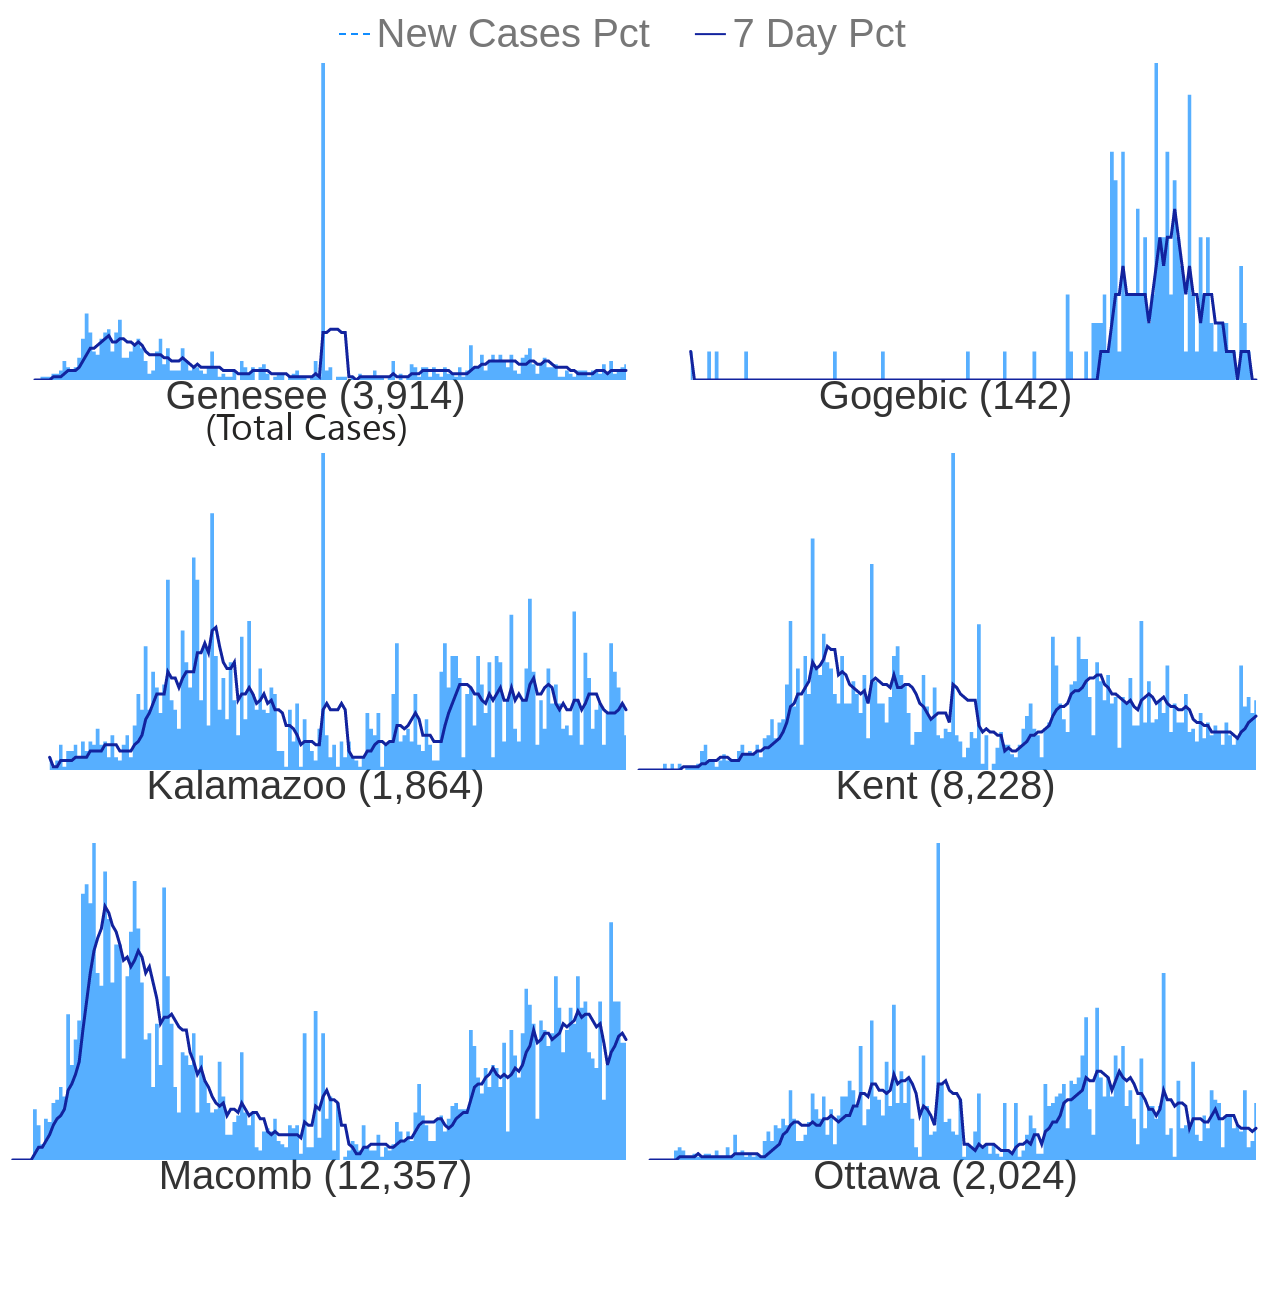 New Cases Pct 7 Day Pct
Genesee (3,914) Gogebic (142)
(Total Cases)
Kalamazoo (1,864) Kent (8,228)
Macomb (12,357) Ottawa (2,024)